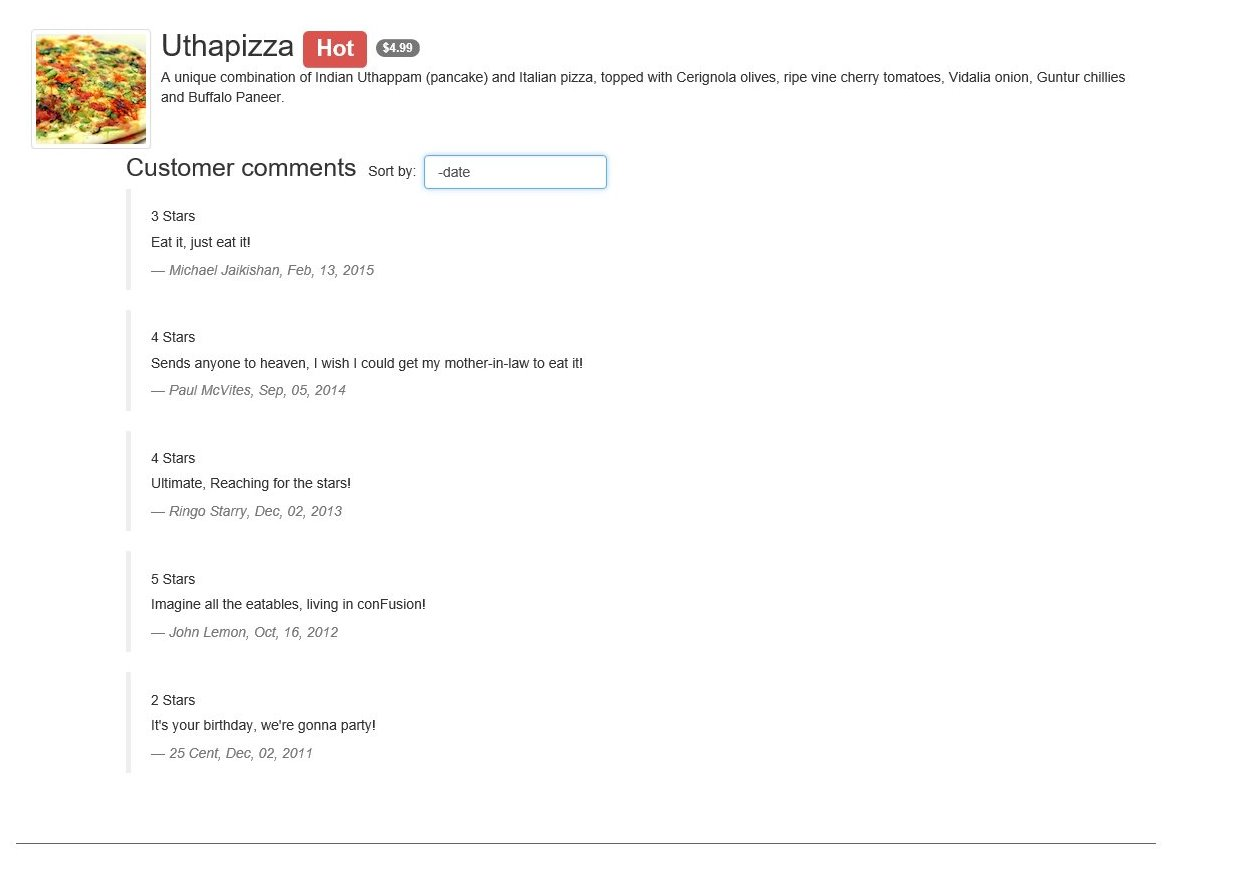 Uthapizza Hot $4.99
A unique combination of Indian Uthappam (pancake) and Italian pizza, topped with Cerignola olives, ripe vine cherry tomatoes, Vidalia onion, Guntur chillies
and Buffalo Paneer.
Customer comments Sort by: -date
3 Stars
Eat it, just eat it!
— Michael Jaikishan, Feb, 13, 2015
4 Stars
Sends anyone to heaven, I wish I could get my mother-in-law to eat it!
— Paul McVites, Sep, 05, 2014
4 Stars
Ultimate, Reaching for the stars!
— Ringo Starry, Dec, 02, 2013
5 Stars
Imagine all the eatables, living in conFusion!
— John Lemon, Oct, 16, 2012
2 Stars
It's your birthday, we're gonna party!
— 25 Cent, Dec, 02, 2011